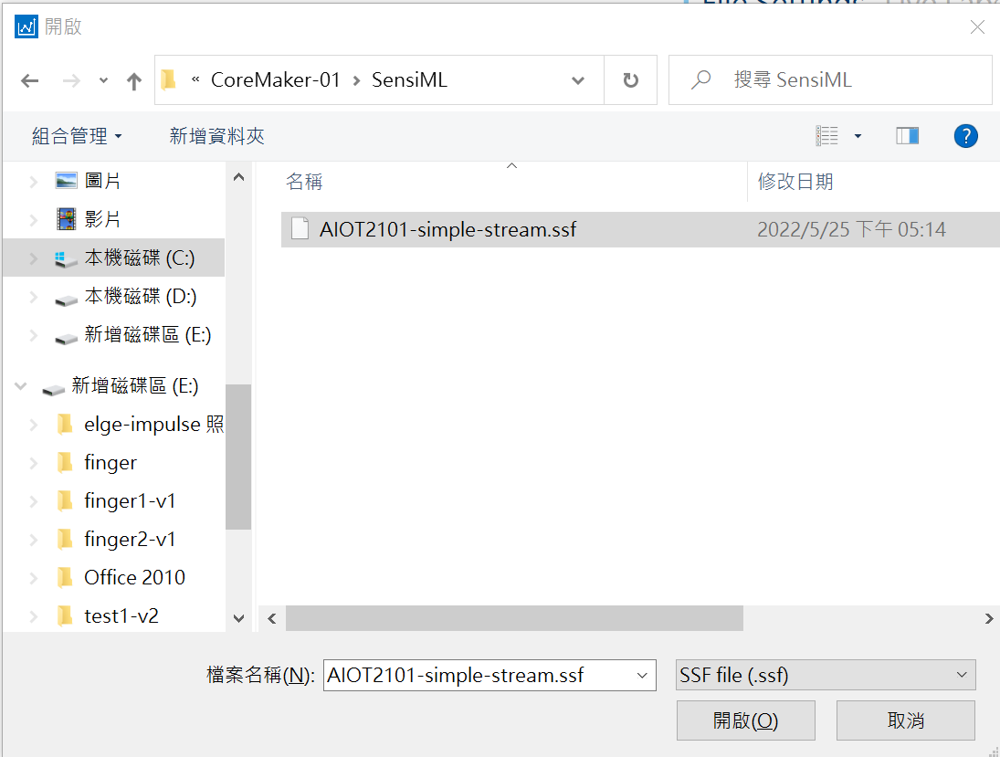 開啟
« CoreMaker-01 › SensiML
搜尋 SensiML
組合管理
新增資料夾
圖片
影片
本機磁碟 (C:)
本機磁碟 (D:)
新增磁碟區 (E:)
新增磁碟區 (E:)
elge-impulse 照
finger
finger1-v1
finger2-v1
Office 2010
test1-v2
名稱
修改日期
AIOT2101-simple-stream.ssf
2022/5/25 下午 05:14
檔案名稱(N):
AIOT2101-simple-stream.ssf
SSF file (.ssf)
開啟(O)
取消